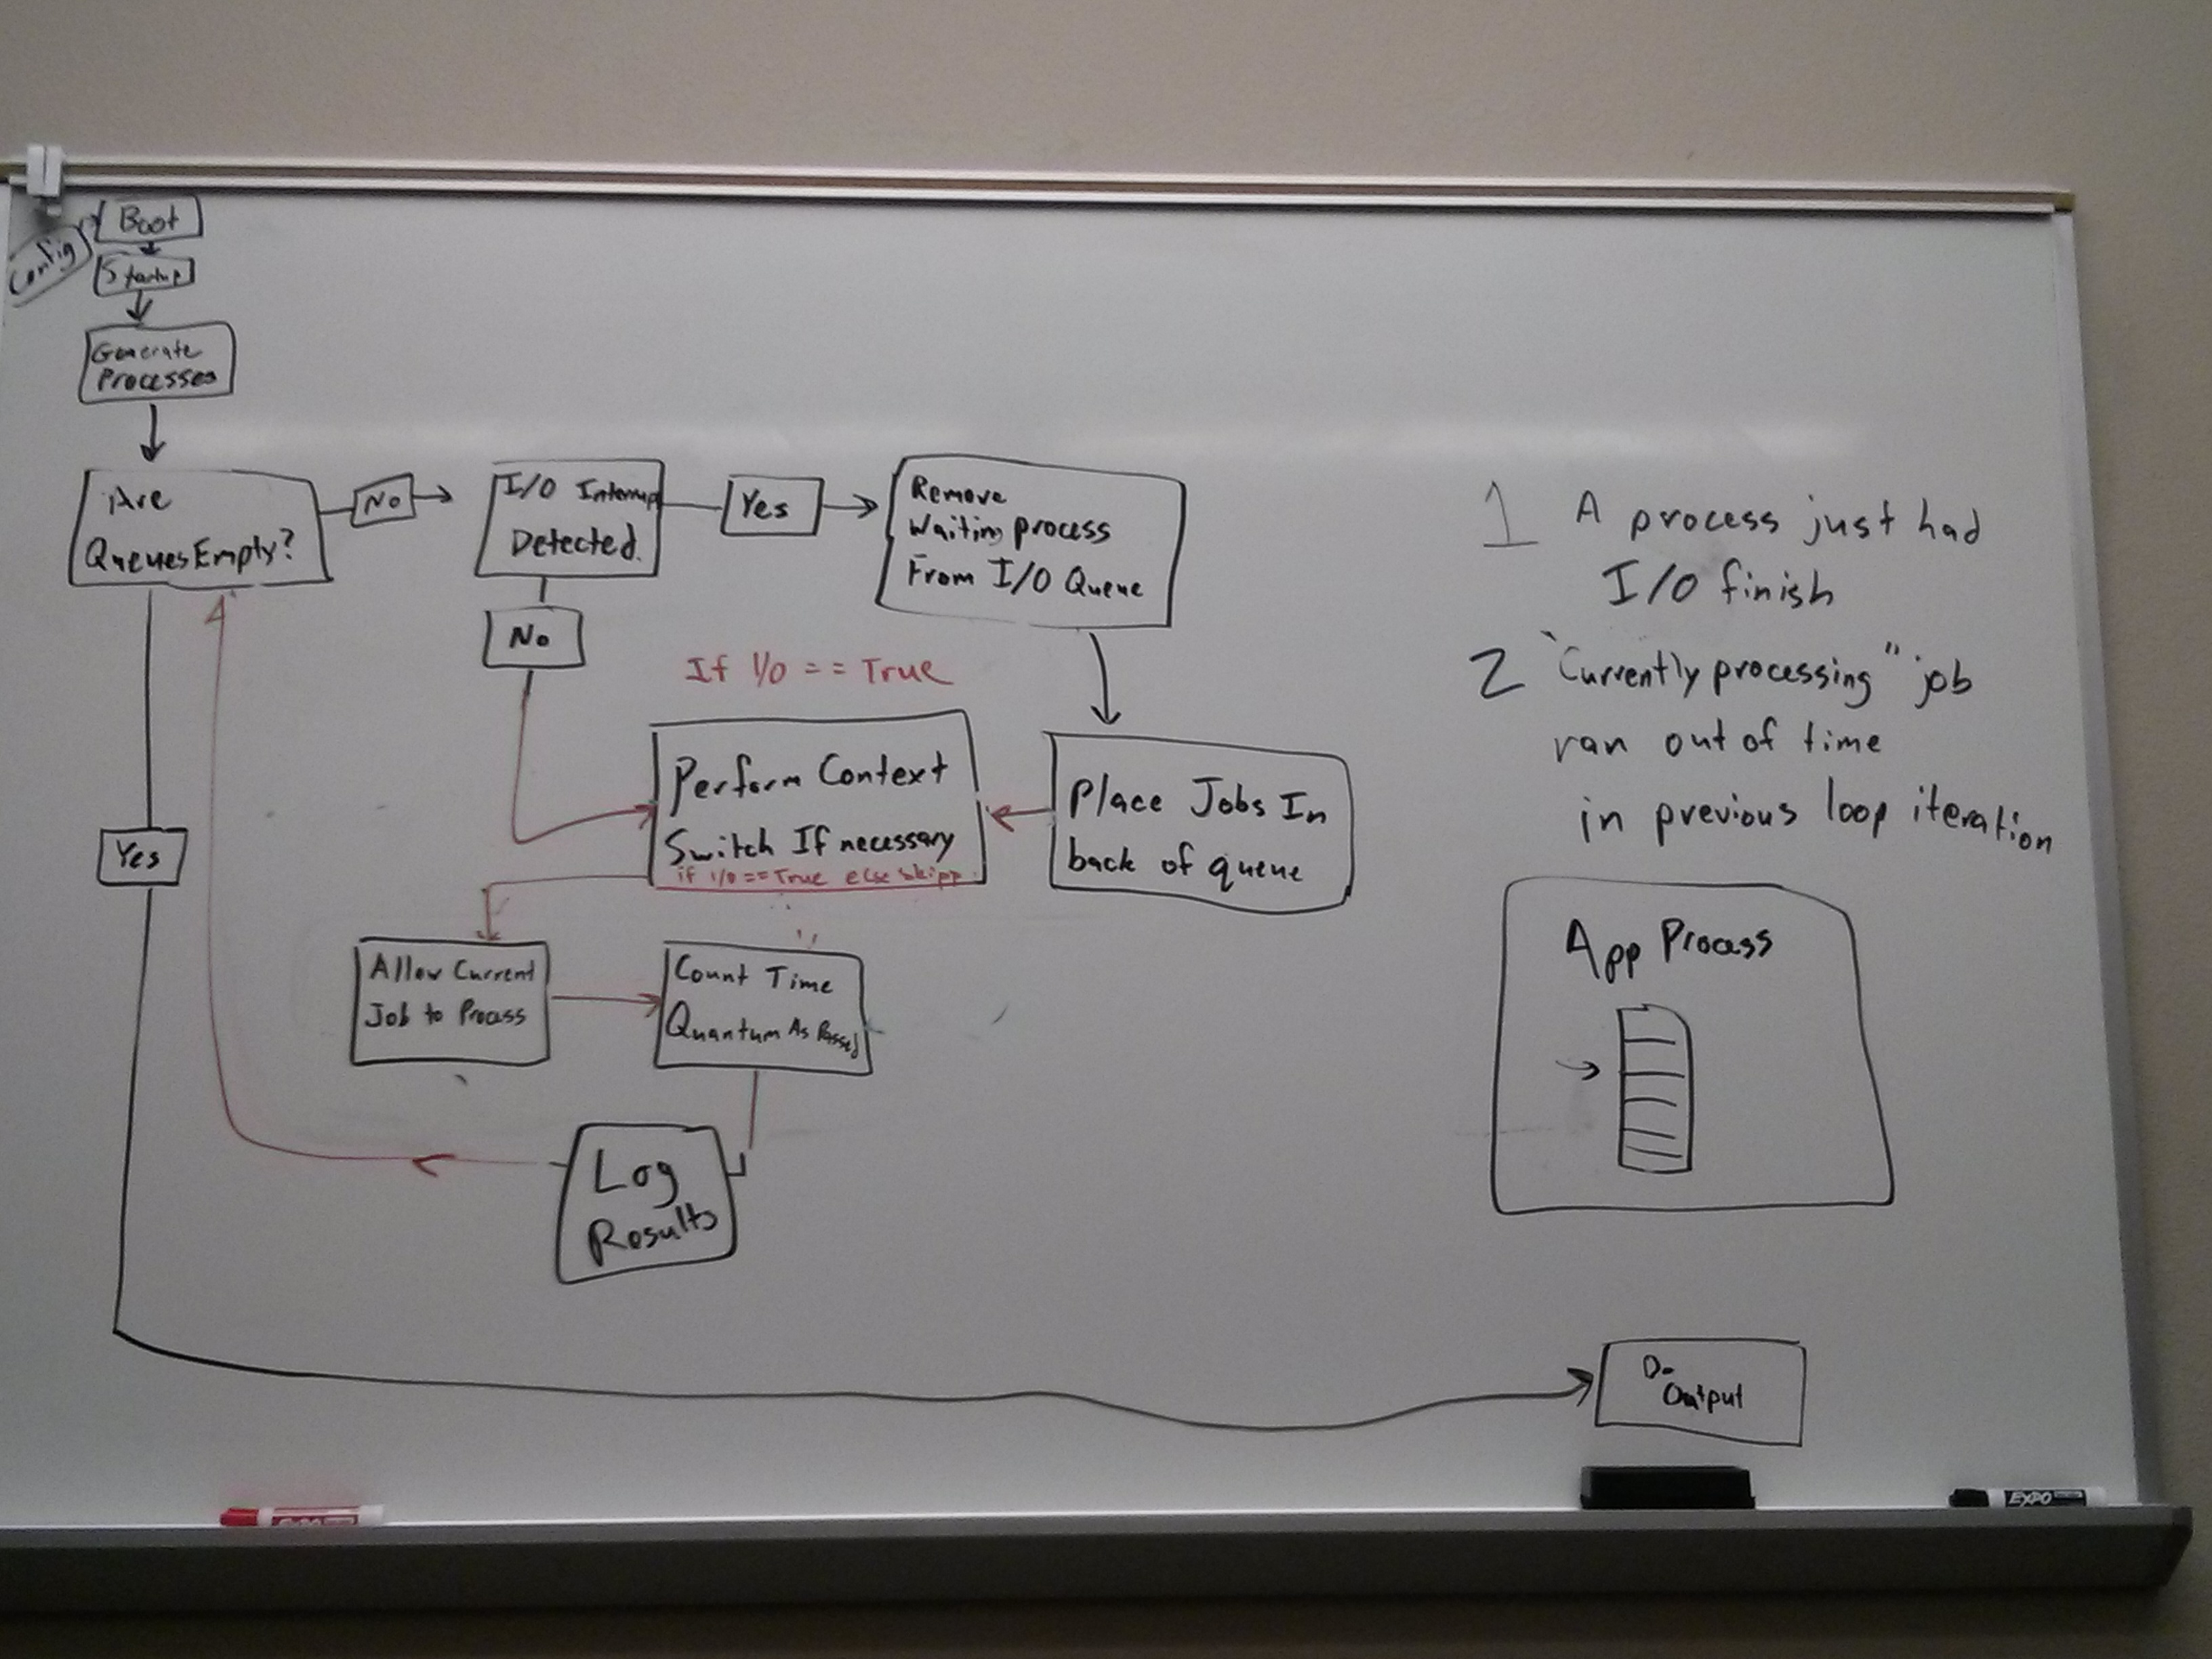 Boot
Config
Startup
Generate
Processes
Are
Queues Empty?
No
I/O Interrup
Detected.
Yes
Remove
Waiting process
From I/O Queue
No
If I/O == True
Perform Context
Switch If necessary
if I/O == True else skipp
Place Jobs In
back of queue
Yes
Allow Current
Job to Process
Count Time
Quantum As Passed
Log
Results
1 A process just had
I/O finish
2 "Currently processing" job
ran out of time
in previous loop iteration
App Process
Do
Output
EXPO